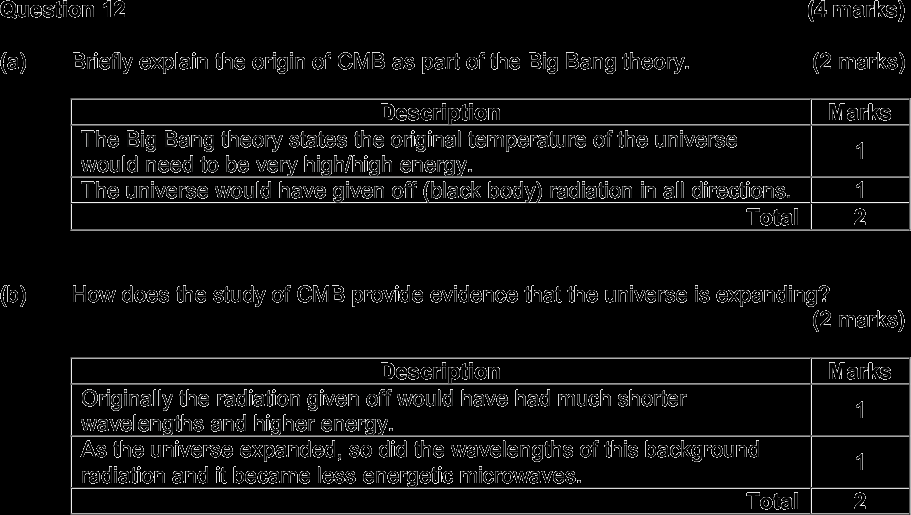 Question 12 (4 marks)
(a) Briefly explain the origin of CMB as part of the Big Bang theory. (2 marks)
Description Marks
The Big Bang theory states the original temperature of the universe
would need to be very high/high energy. 1
The universe would have given off (black body) radiation in all directions. 1
Total 2
(b) How does the study of CMB provide evidence that the universe is expanding?
(2 marks)
Description Marks
Originally the radiation given off would have had much shorter
wavelengths and higher energy. 1
As the universe expanded, so did the wavelengths of this background
radiation and it became less energetic microwaves. 1
Total 2